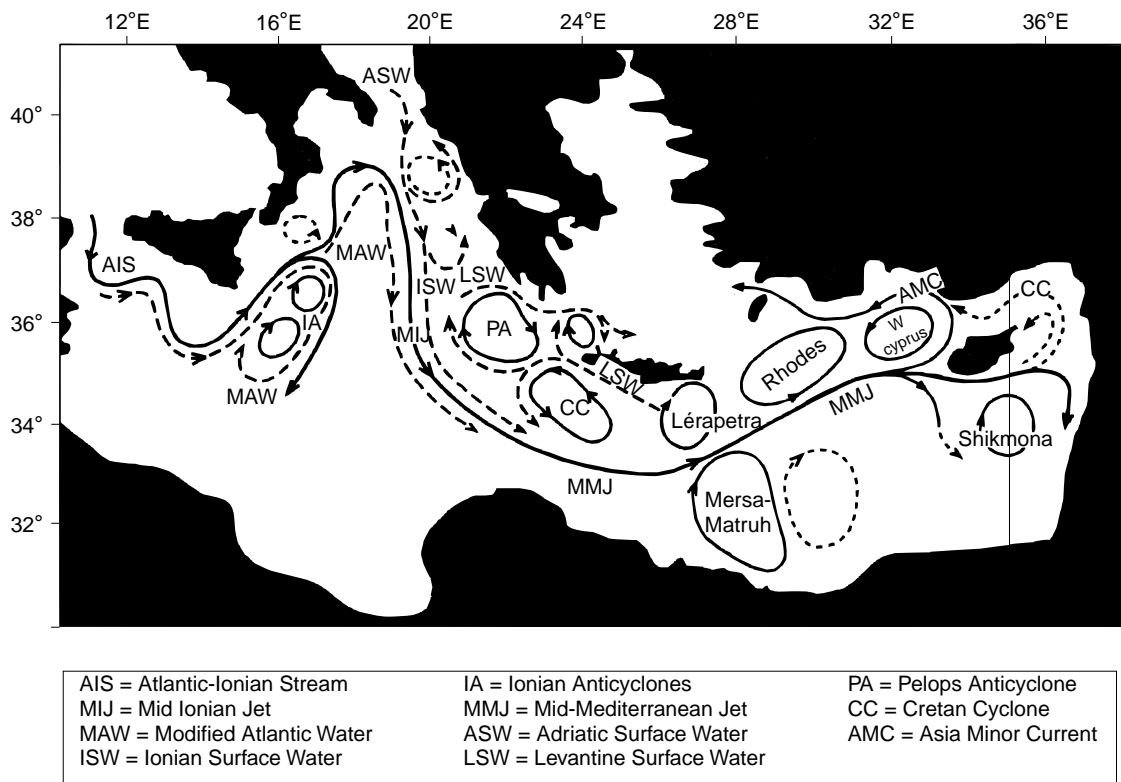 12°E 16°E 20°E 24°E 28°E 32°E 36°E
40°
38°
36°
34°
32°
ASW
AIS
MAW
LSW
ISW
IA
PA
MIJ
MAW
AMC
CC
W
cyprus
Rhodes
LSW
CC
Lérapetra
MMJ
Shikmona
MMJ
Mersa-
Matruh
AIS = Atlantic-Ionian Stream
MIJ = Mid Ionian Jet
MAW = Modified Atlantic Water
ISW = Ionian Surface Water
IA = Ionian Anticyclones
MMJ = Mid-Mediterranean Jet
ASW = Adriatic Surface Water
LSW = Levantine Surface Water
PA = Pelops Anticyclone
CC = Cretan Cyclone
AMC = Asia Minor Current